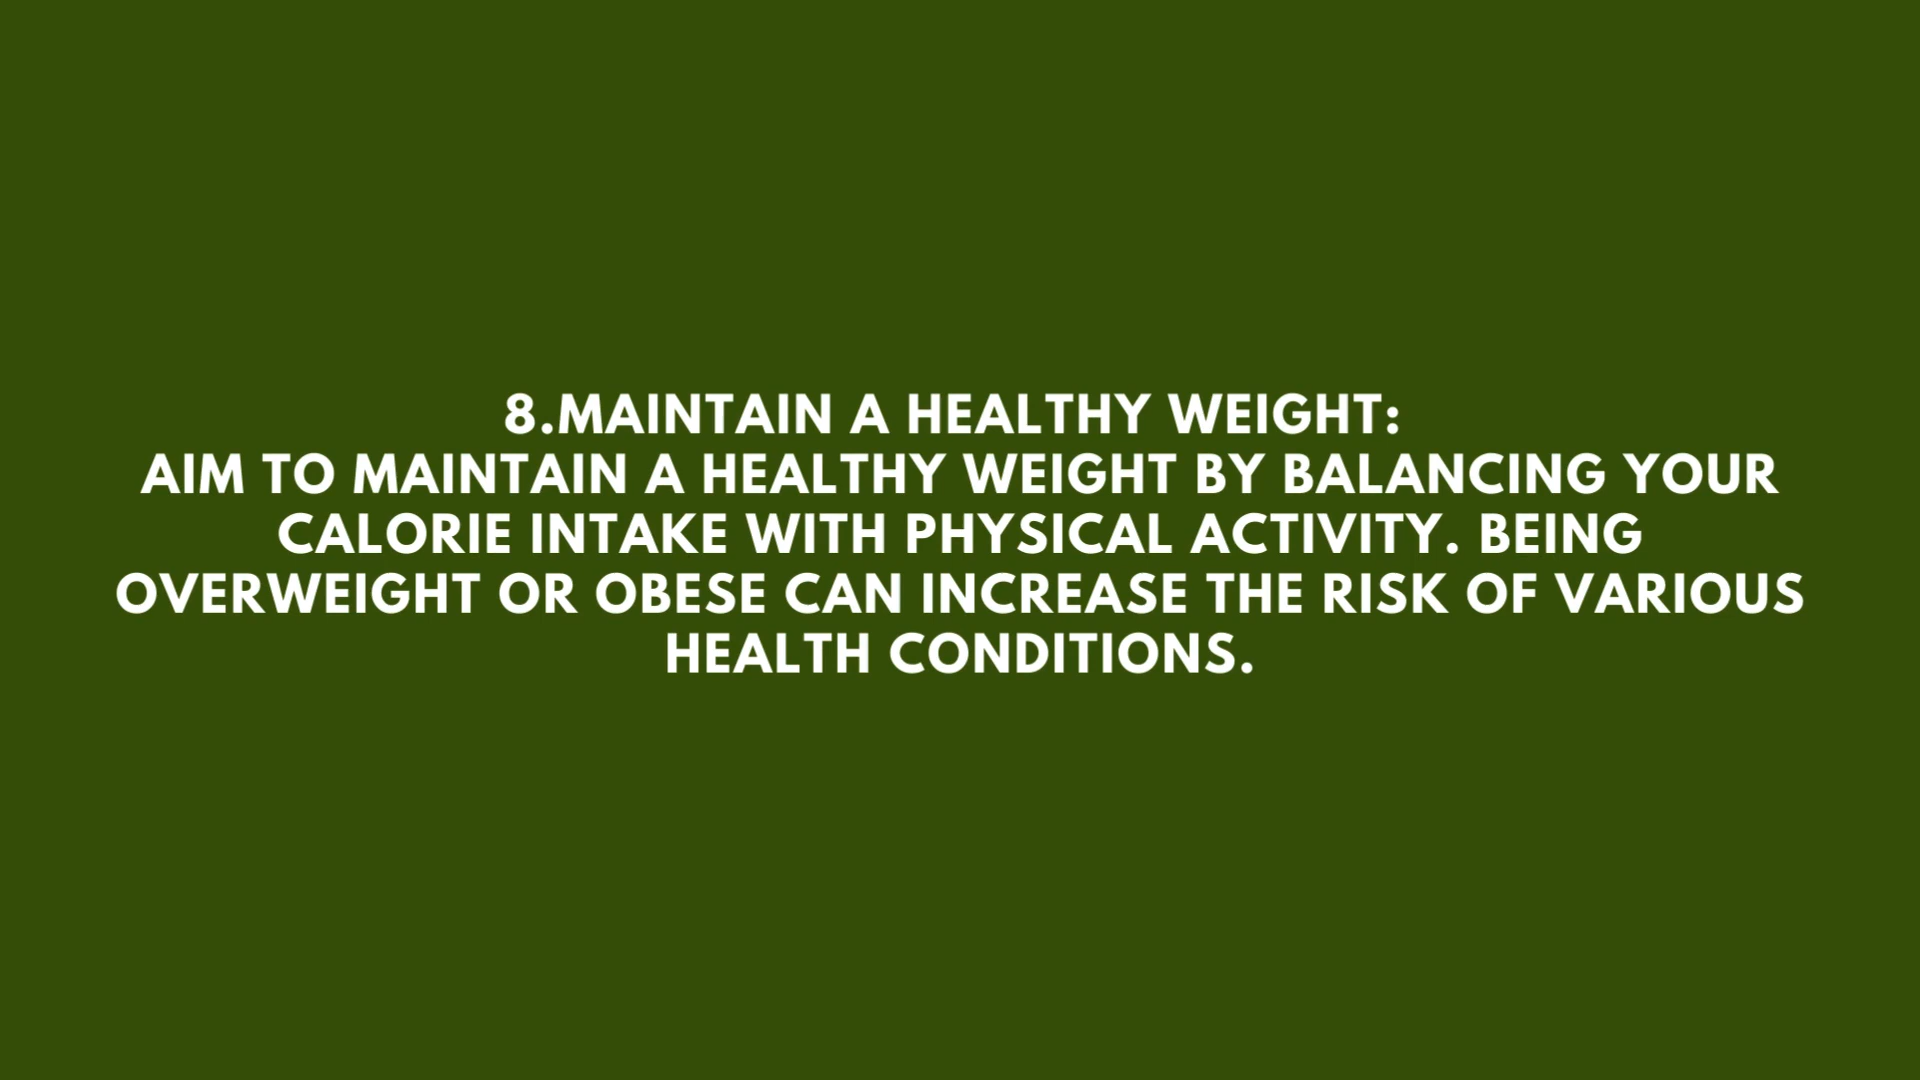 8.MAINTAIN A HEALTHY WEIGHT:
AIM TO MAINTAIN A HEALTHY WEIGHT BY BALANCING YOUR
CALORIE INTAKE WITH PHYSICAL ACTIVITY. BEING
OVERWEIGHT OR OBESE CAN INCREASE THE RISK OF VARIOUS
HEALTH CONDITIONS.